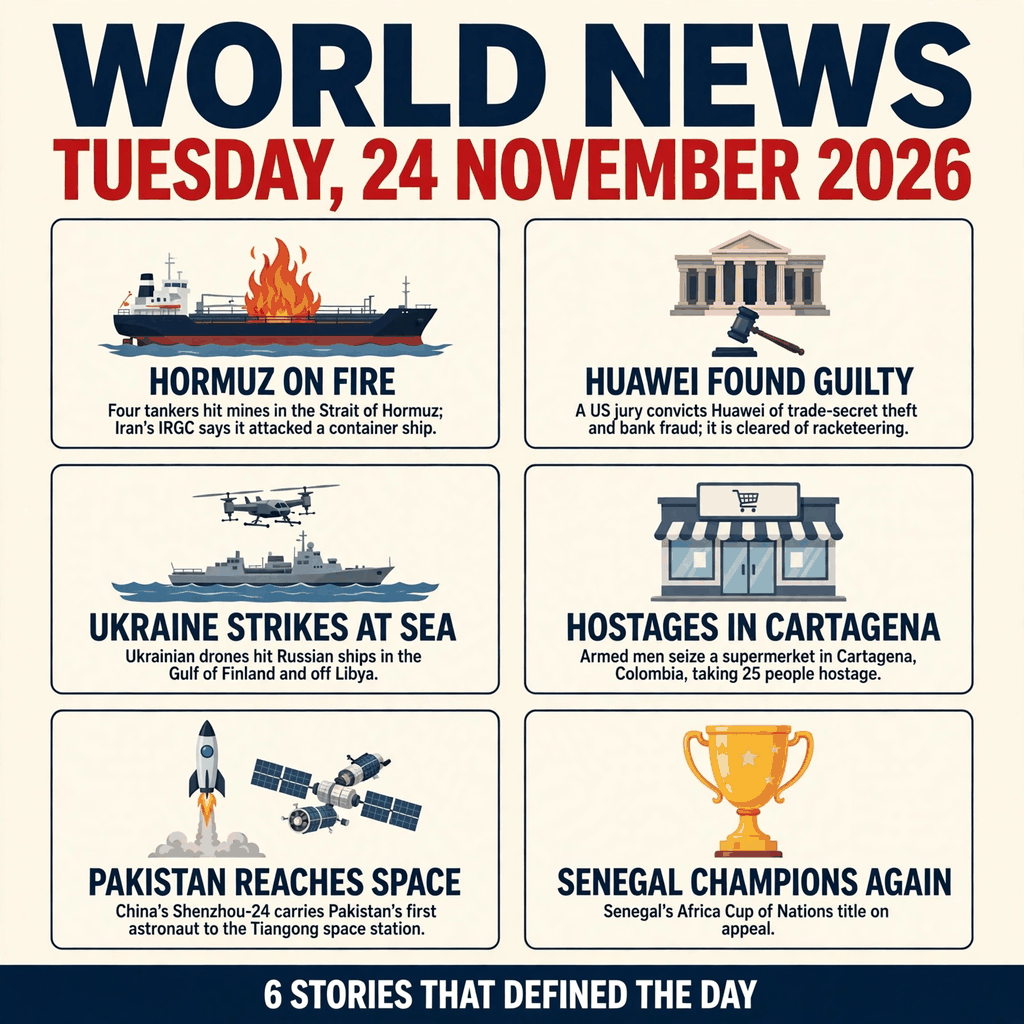 WORLD NEWS
TUESDAY, 24 NOVEMBER 2026
HORMUZ ON FIRE
Four tankers hit mines in the Strait of Hormuz;
Iran's IRGC says it attacked a container ship.
HUAWEI FOUND GUILTY
A US jury convicts Huawei of trade-secret theft
and bank fraud; it is cleared of racketeering.
UKRAINE STRIKES AT SEA
Ukrainian drones hit Russian ships in the
Gulf of Finland and off Libya.
HOSTAGES IN CARTAGENA
Armed men seize a supermarket in Cartagena,
Colombia, taking 25 people hostage.
PAKISTAN REACHES SPACE
China's Shenzhou-24 carries Pakistan's first
astronaut to the Tiangong space station.
SENEGAL CHAMPIONS AGAIN
Senegal's Africa Cup of Nations title on
appeal.
6 STORIES THAT DEFINED THE DAY